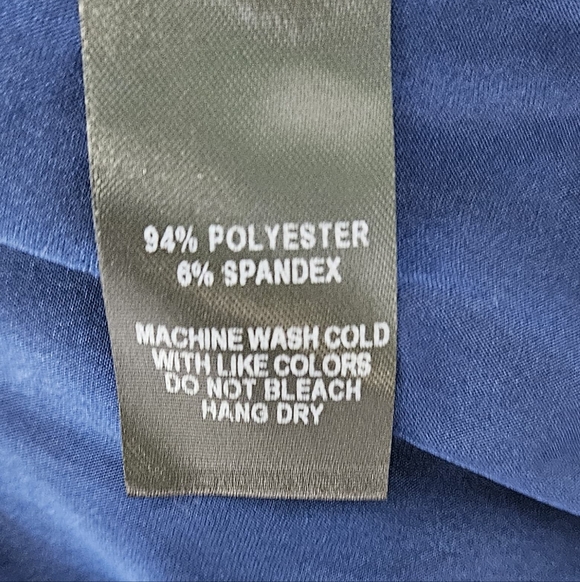 94% POLYESTER
6% SPANDEX
MACHINE WASH COLD
WITH LIKE COLORS
DO NOT BLEACH
HANG DRY